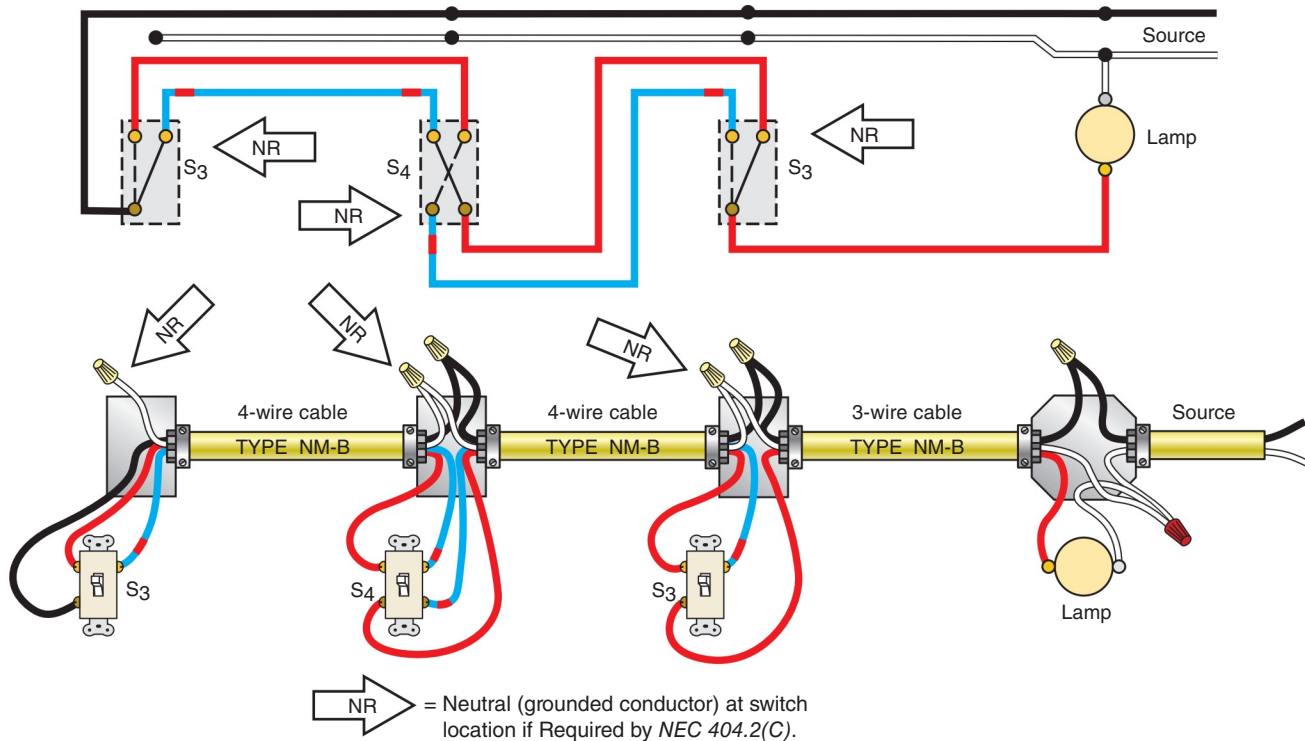 Source
NR
S3
S4
NR
S3
NR
Lamp
NR
NR
NR
4-wire cable
4-wire cable
3-wire cable
Source
TYPE NM-B
TYPE NM-B
TYPE NM-B
S3
S4
S3
Lamp
NR
= Neutral (grounded conductor) at switch
location if Required by NEC 404.2(C).